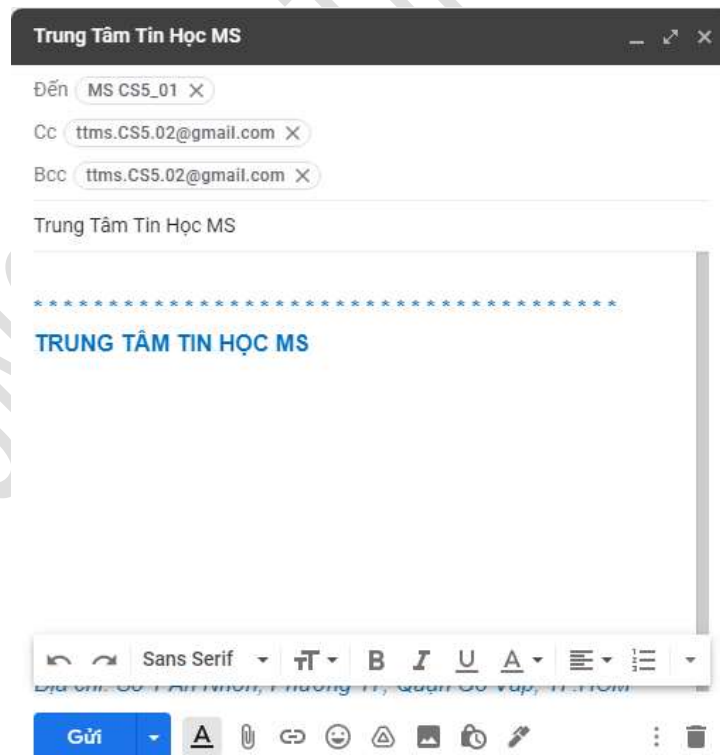 Trung Tâm Tin Học MS
Đến MS CS5_01
Cc ttms.CS5.02@gmail.com
Bcc ttms.CS5.02@gmail.com
Trung Tâm Tin Học MS
* * * * * * * * * * * * * * * * * * * * * * * * * * * * * * * * * * * * * * *
TRUNG TÂM TIN HỌC MS
Sans Serif B I U A
Gửi A